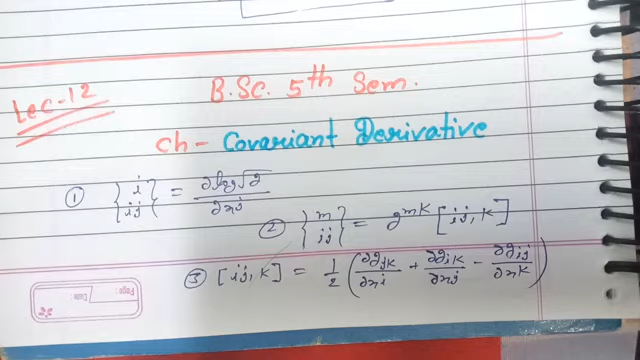 Lec-12
B.Sc. 5th Sem.
Ch- Covariant Derivative
① {i ij} = ∂log√g / ∂xj
② {m ij} = gmk [ij, k]
③ [ij, k] = 1/2 (∂gjk/∂xi + ∂gik/∂xj - ∂gij/∂xk)
Page:
Date: